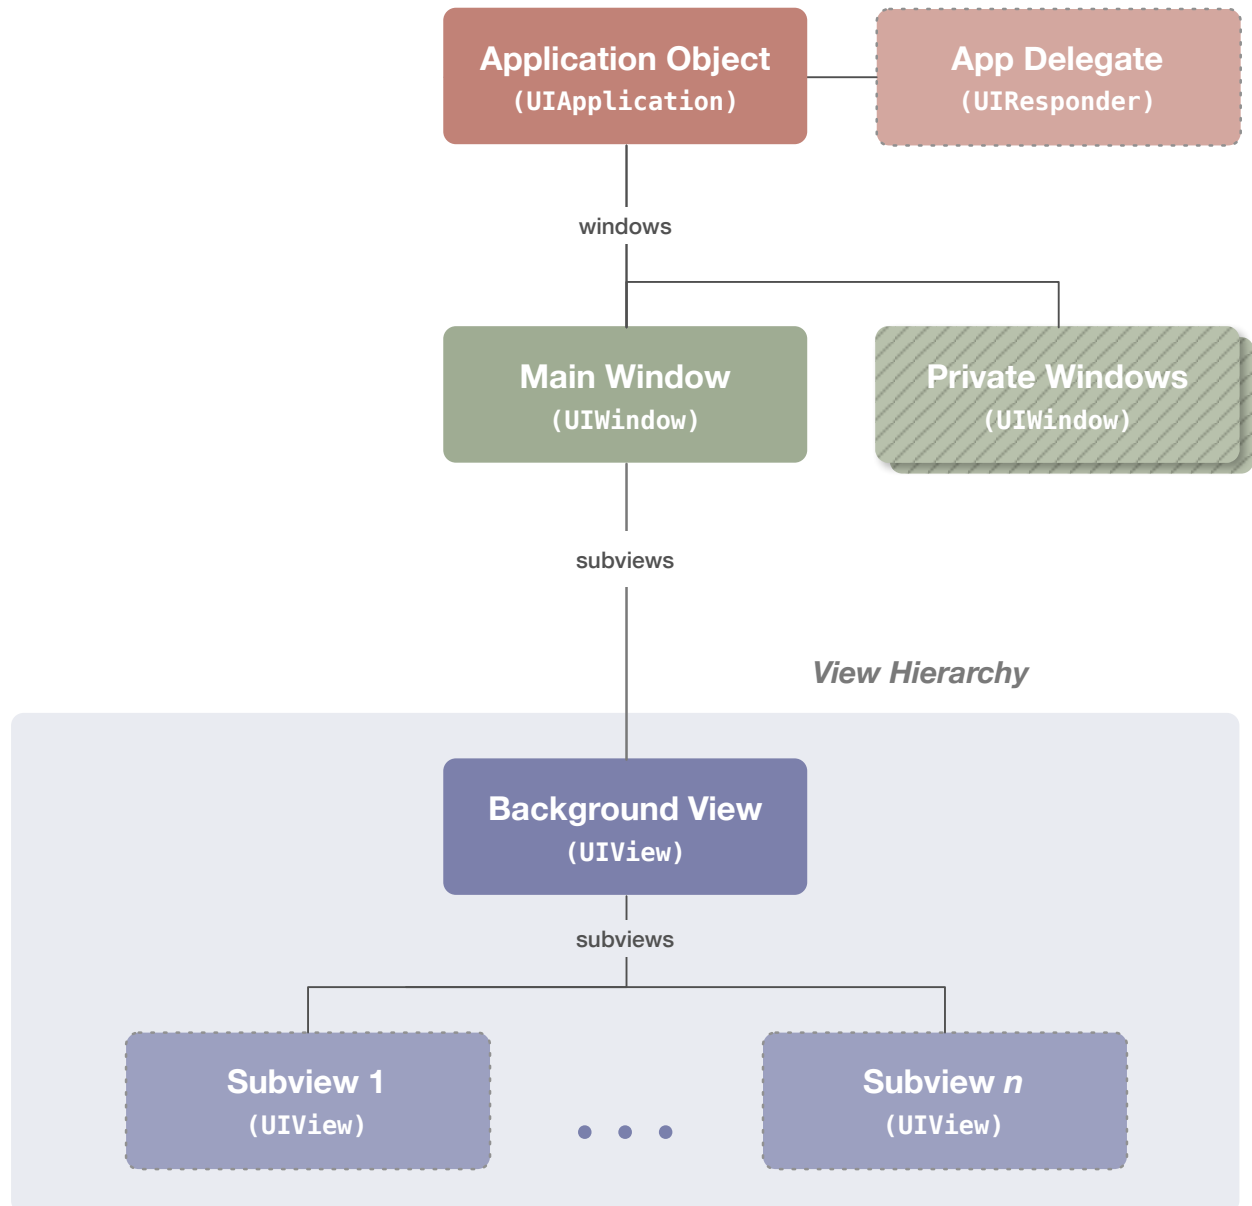 Application Object
(UIApplication)
App Delegate
(UIResponder)
windows
Main Window
(UIWindow)
Private Windows
(UIWindow)
subviews
View Hierarchy
Background View
(UIView)
subviews
Subview 1
(UIView)
Subview n
(UIView)